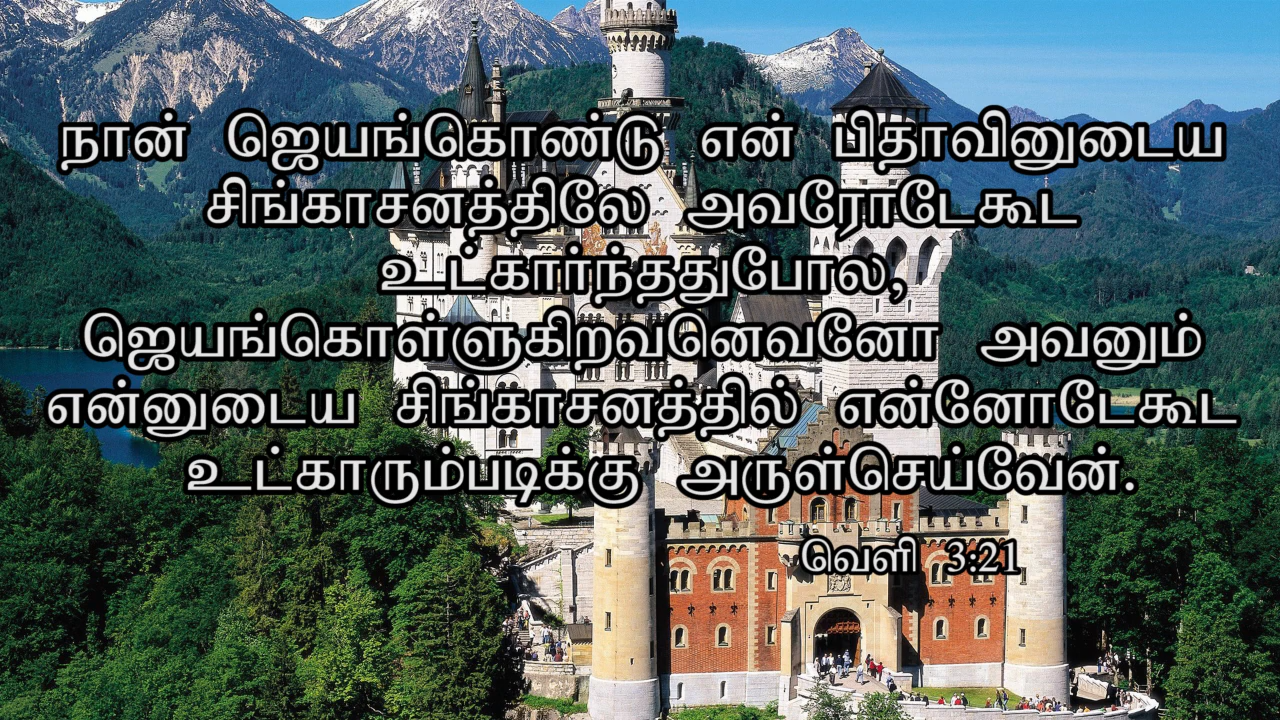 நான் ஜெயங்கொண்டு என் பிதாவினுடைய
சிங்காசனத்திலே அவரோடேகூட
உட்கார்ந்ததுபோல,
ஜெயங்கொள்ளுகிறவனெவனோ அவனும்
என்னுடைய சிங்காசனத்தில் என்னோடேகூட
உட்காரும்படிக்கு அருள்செய்வேன்.
வெளி 3:21